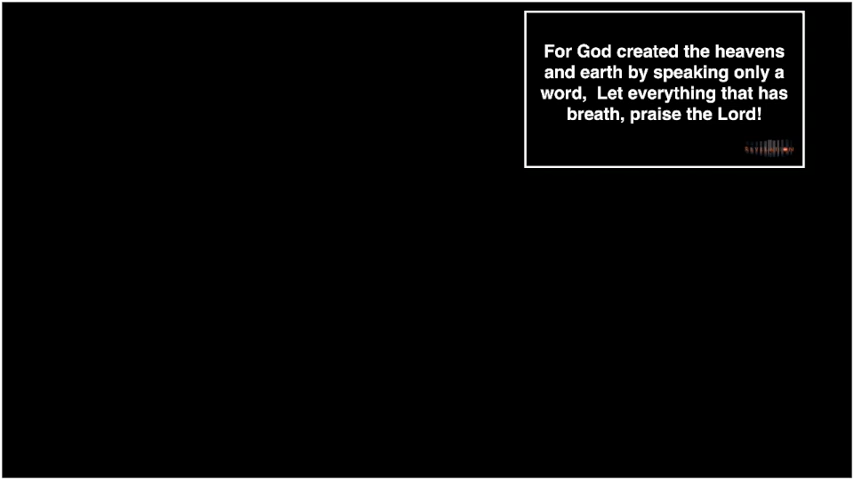 For God created the heavens
and earth by speaking only a
word,  Let everything that has
breath, praise the Lord!